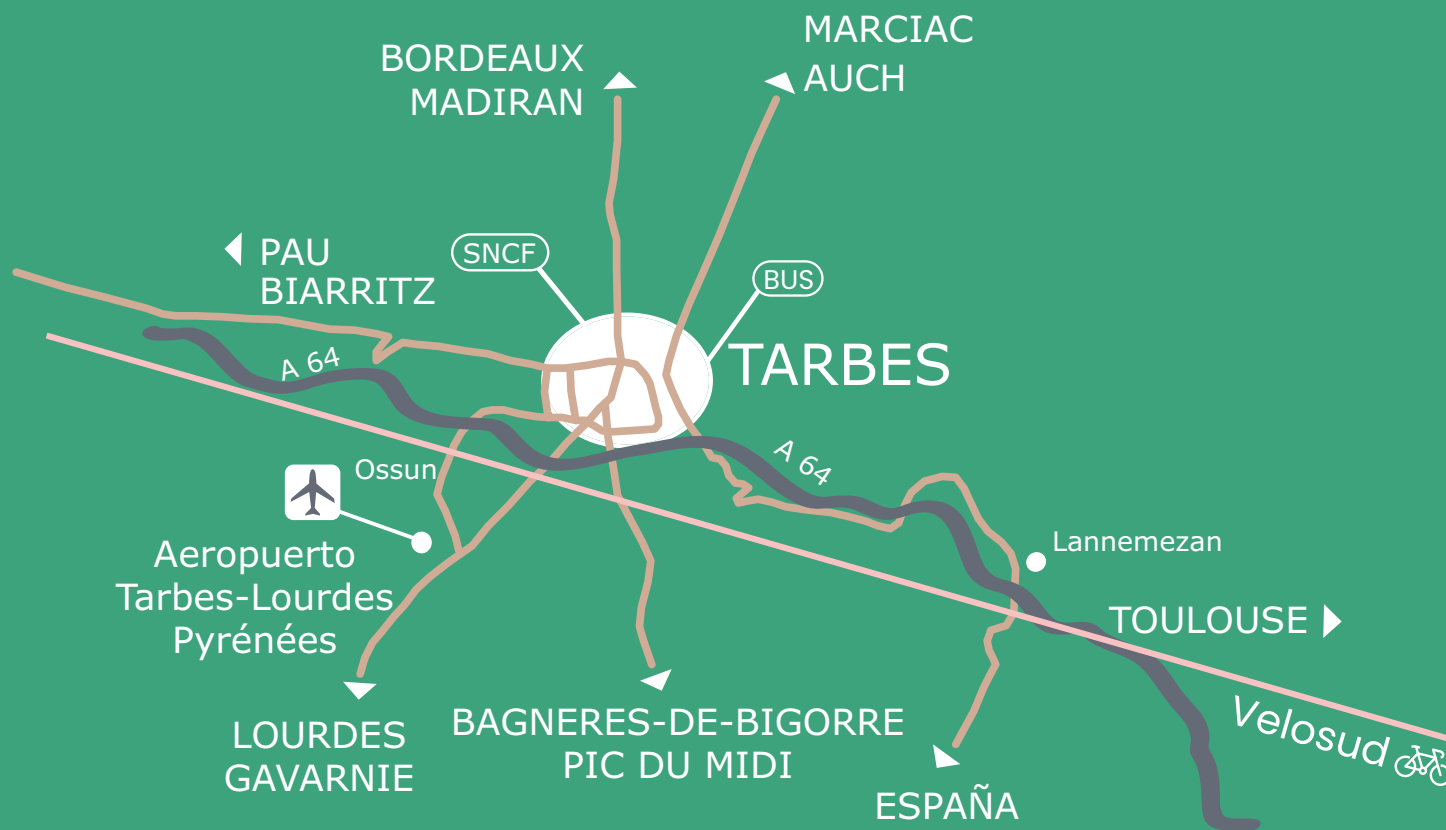 MARCIAC
AUCH
BORDEAUX
MADIRAN
PAU
BIARRITZ
SNCF
BUS
TARBES
A 64
A 64
Ossun
Aeropuerto
Tarbes-Lourdes
Pyrénées
Lannemezan
TOULOUSE
Velosud
LOURDES
GAVARNIE
BAGNERES-DE-BIGORRE
PIC DU MIDI
ESPAÑA